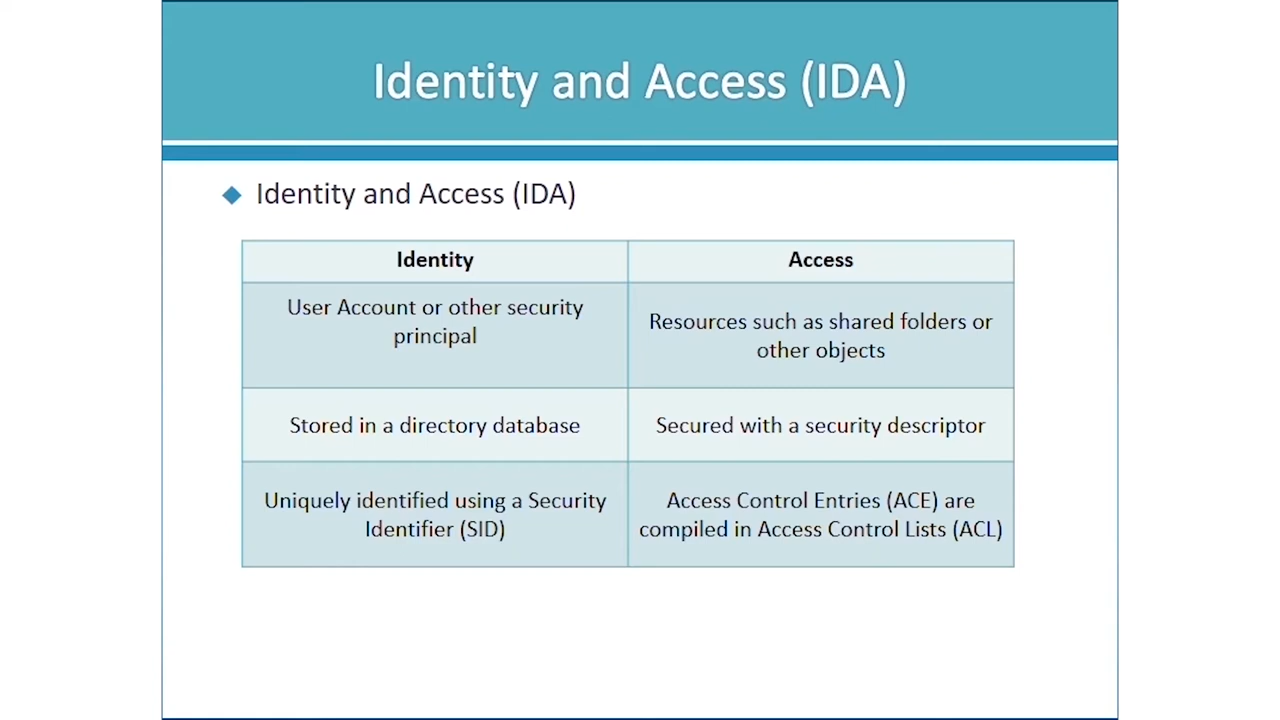 Identity and Access (IDA)
Identity and Access (IDA)
Identity
Access
User Account or other security
principal
Resources such as shared folders or
other objects
Stored in a directory database
Secured with a security descriptor
Uniquely identified using a Security
Identifier (SID)
Access Control Entries (ACE) are
compiled in Access Control Lists (ACL)